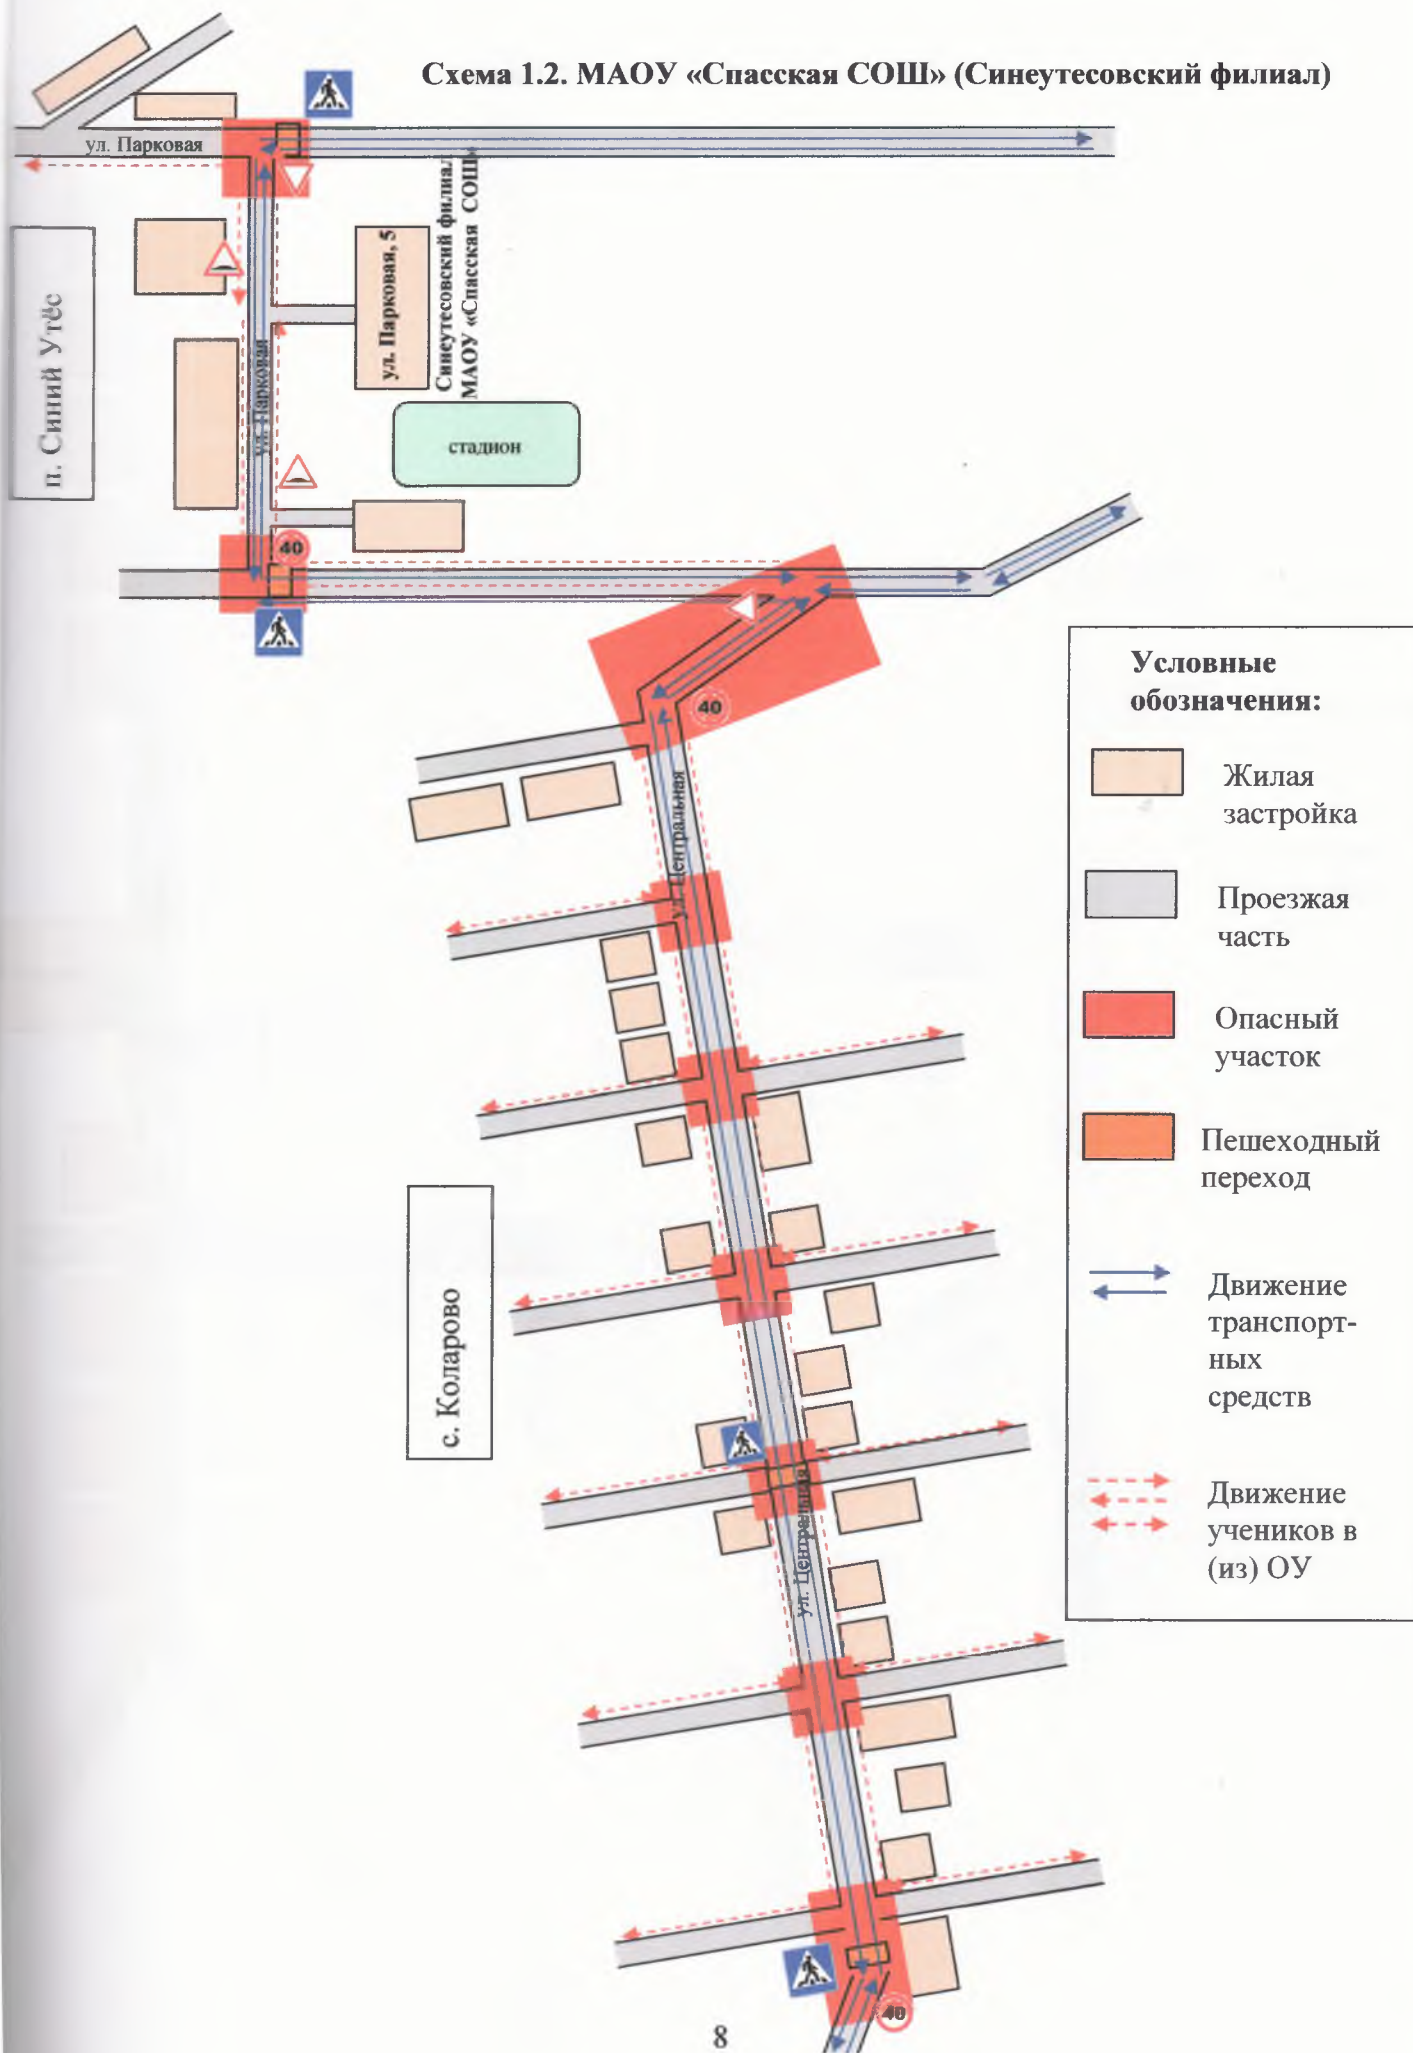 Схема 1.2. МАОУ «Спасская СОШ» (Синеутесовский филиал)
ул. Парковая
п. Синий Утёс
ул. Парковая
ул. Парковая, 5
Синеутесовский филиал
МАОУ «Спасская СОШ»
стадион
40
40
ул. Центральная
с. Коларово
ул. Центральная
40
Условные
обозначения:
Жилая
застройка
Проезжая
часть
Опасный
участок
Пешеходный
переход
Движение
транспорт-
ных
средств
Движение
учеников в
(из) ОУ
8